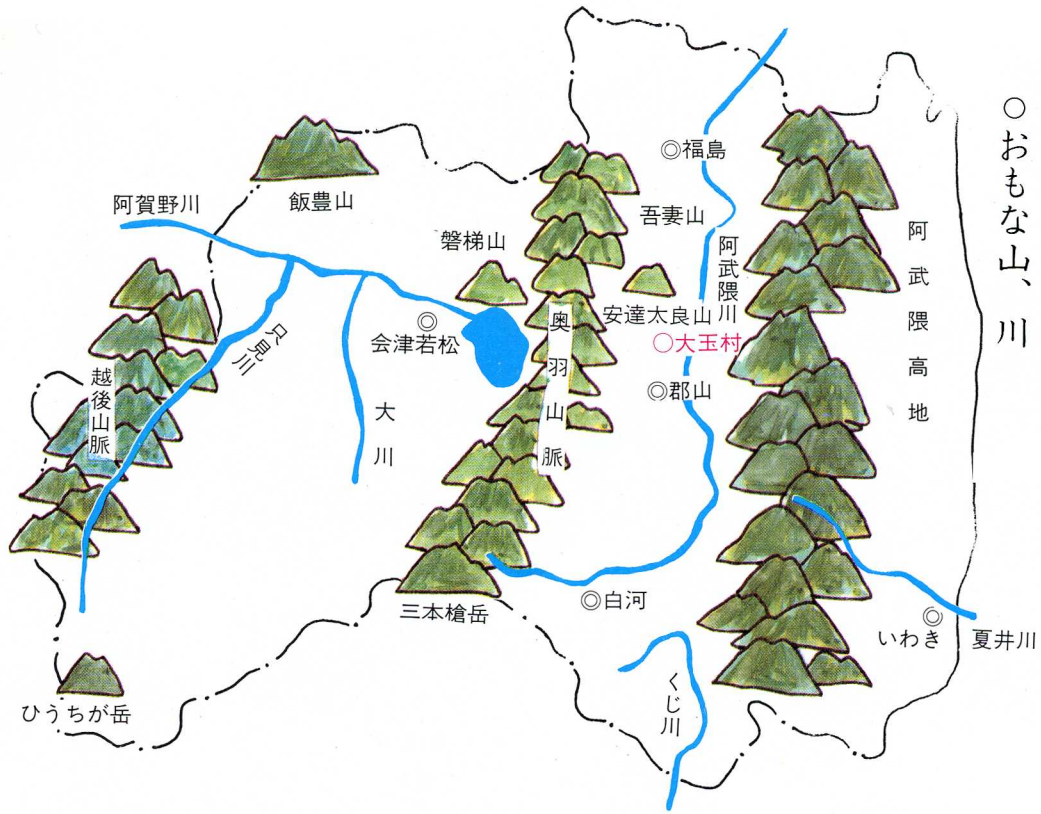 ○おもな山、川
◎福島
阿賀野川
飯豊山
吾妻山
磐梯山
阿武隈川
阿武隈高地
安達太良山
奥羽山脈
◎
会津若松
○大玉村
只見川
越後山脈
◎郡山
大川
三本槍岳
◎白河
◎
いわき
夏井川
くじ川
ひうちが岳